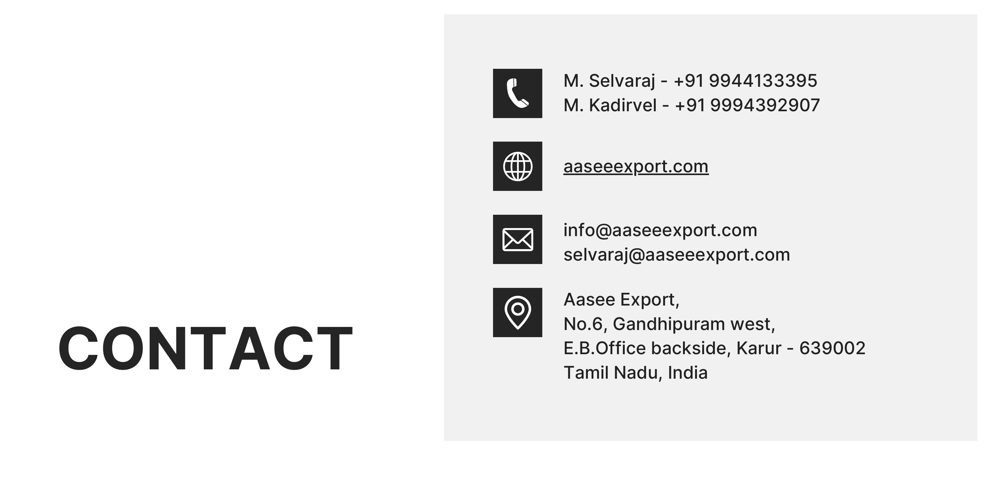 CONTACT
M. Selvaraj - +91 9944133395
M. Kadirvel - +91 9994392907
aaseeexport.com
info@aaseeexport.com
selvaraj@aaseeexport.com
Aasee Export,
No.6, Gandhipuram west,
E.B.Office backside, Karur - 639002
Tamil Nadu, India